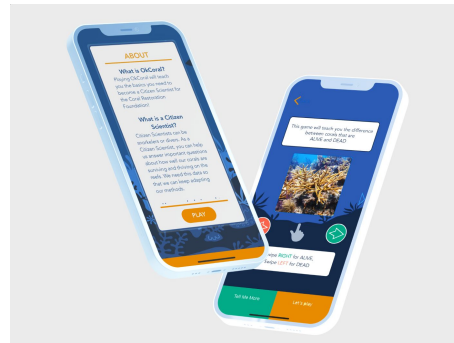 ABOUT
What is OkCoral?
Playing OkCoral will teach
you the basics you need to
become a Citizen Scientist for
the Coral Restoration
Foundation!
What is a Citizen
Scientist?
Citizen Scientists can be
snorkelers or divers. As a
Citizen Scientist, you can help
us answer important questions
about how well our corals are
surviving and thriving on the
reefs. We need this data so
that we can keep adapting
our methods.
PLAY
This game will teach you the difference
between corals that are
ALIVE and DEAD.
RIGHT for ALIVE,
Swipe LEFT for DEAD.
Tell Me More